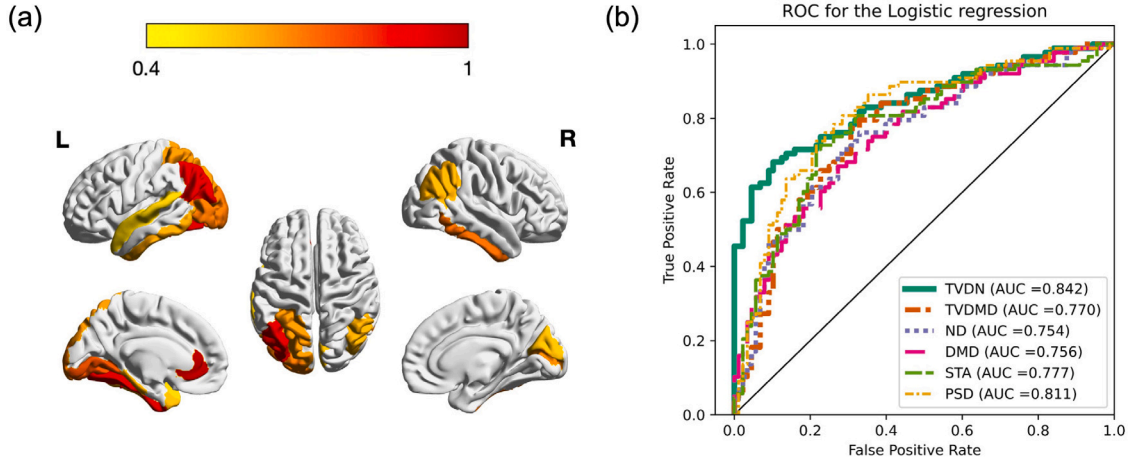 (a)
0.4
1
L
R
(b)
ROC for the Logistic regression
True Positive Rate
1.0
0.8
0.6
0.4
0.2
0.0
TVDN (AUC =0.842)
TVDMD (AUC =0.770)
ND (AUC =0.754)
DMD (AUC =0.756)
STA (AUC =0.777)
PSD (AUC =0.811)
0.0 0.2 0.4 0.6 0.8 1.0
False Positive Rate